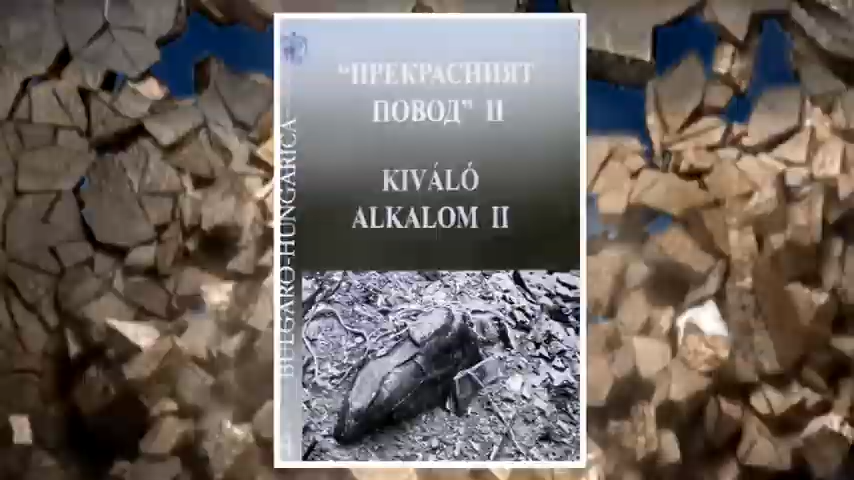 “ПРЕКРАСНИЯТ
ПОВОД” II
KIVÁLÓ
ALKALOM II
BULGARO-HUNGARICA